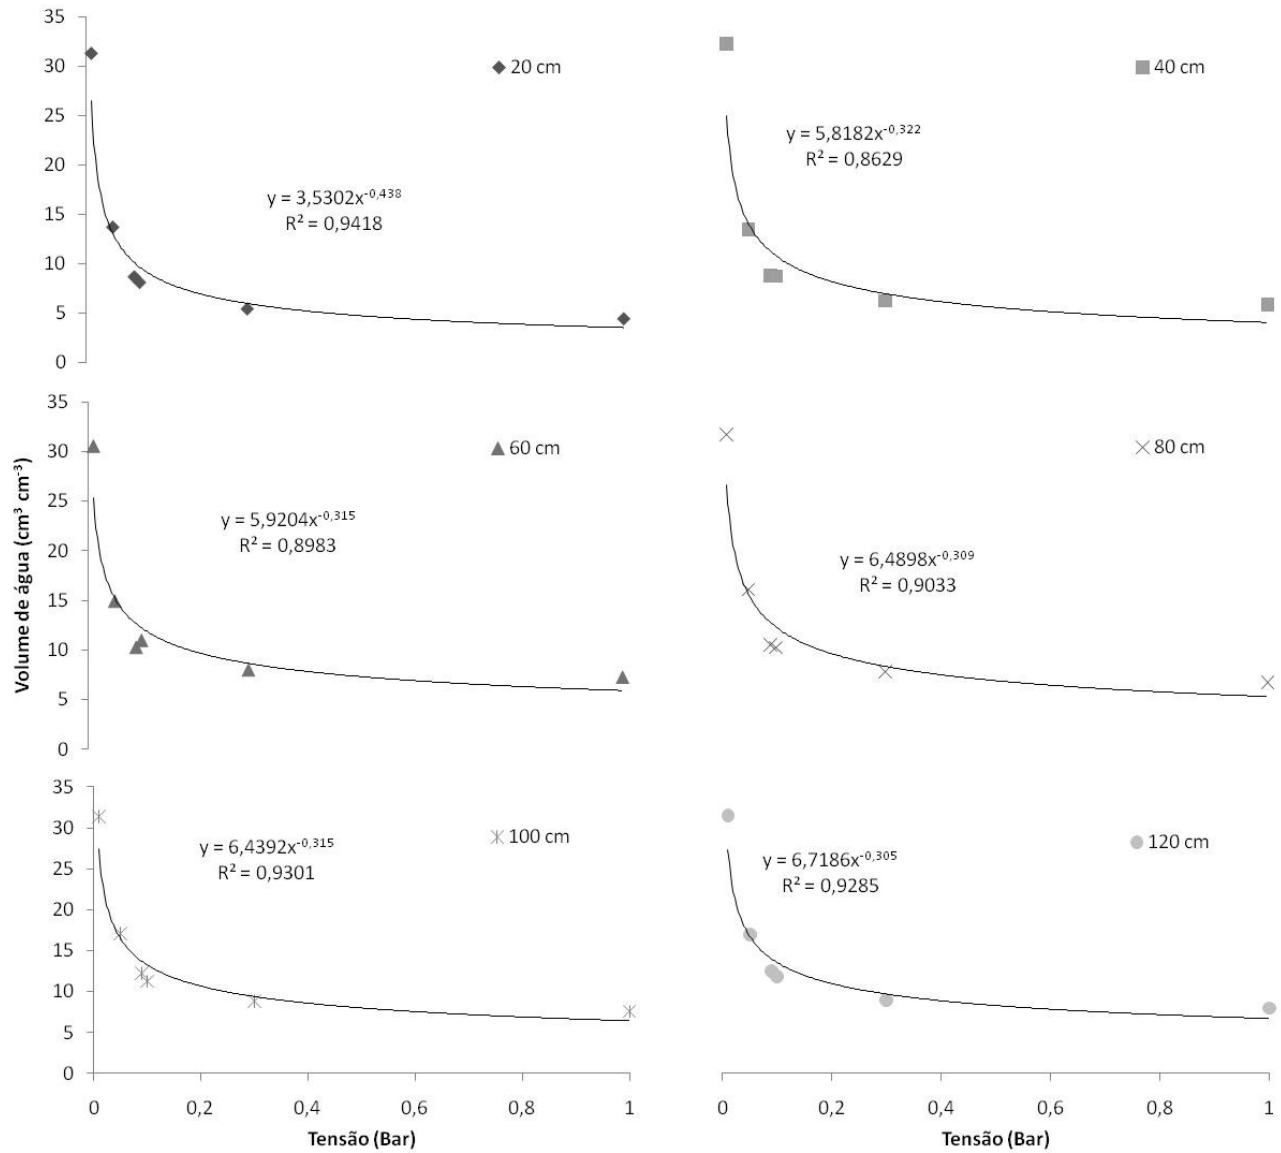 35
30
25
20
15
10
5
0
20 cm
y = 3,5302x^-0,438
R² = 0,9418
40 cm
y = 5,8182x^-0,322
R² = 0,8629
Volume de água (cm³ cm⁻³)
35
30
25
20
15
10
5
0
60 cm
y = 5,9204x^-0,315
R² = 0,8983
80 cm
y = 6,4898x^-0,309
R² = 0,9033
35
30
25
20
15
10
5
0
100 cm
y = 6,4392x^-0,315
R² = 0,9301
120 cm
y = 6,7186x^-0,305
R² = 0,9285
0 0,2 0,4 0,6 0,8 1
Tensão (Bar)
0 0,2 0,4 0,6 0,8 1
Tensão (Bar)